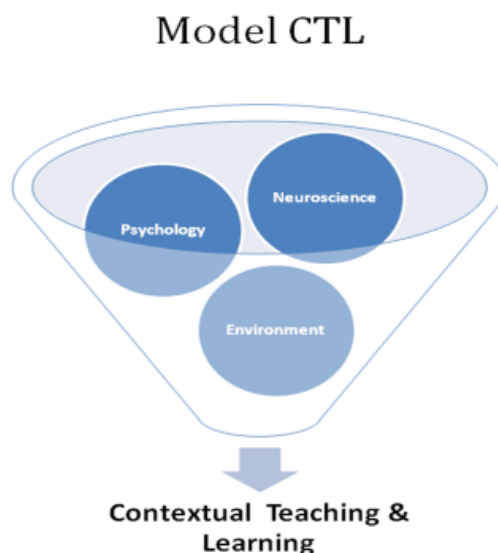 Model CTL
Neuroscience
Psychology
Environment
Contextual Teaching &
Learning